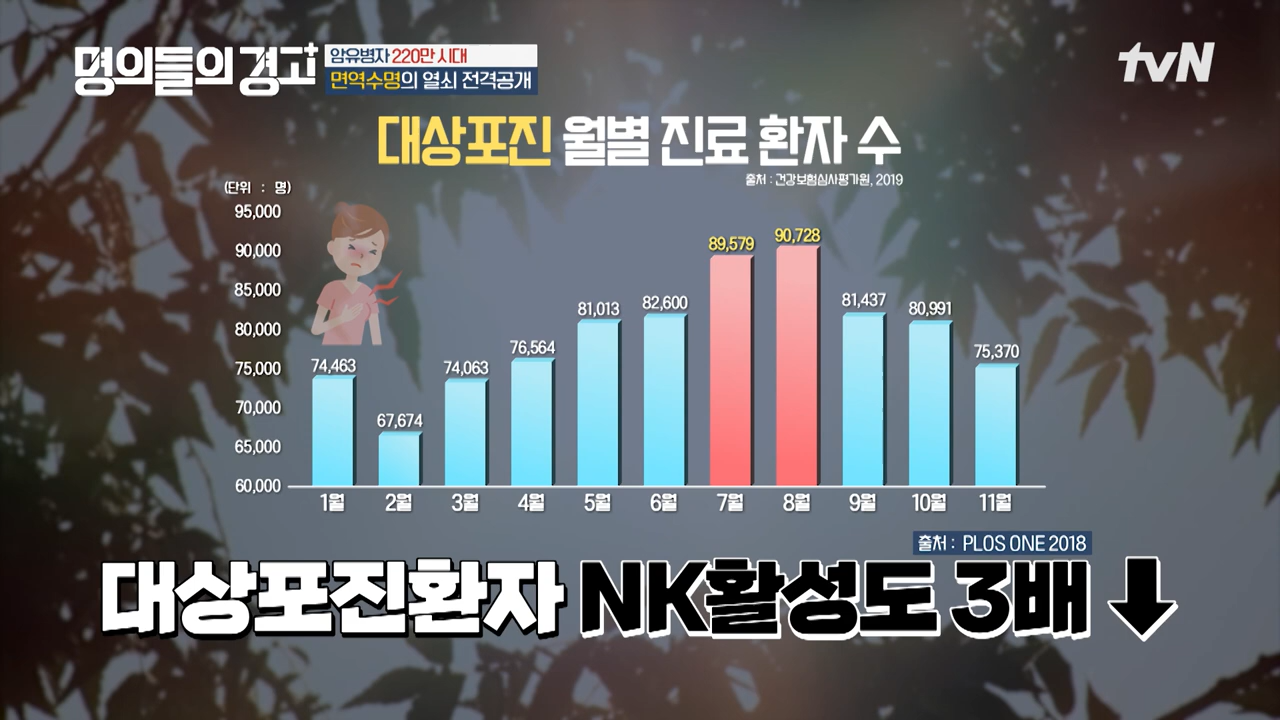 명의들의 경고+
암유병자 220만 시대
면역수명의 열쇠 전격공개
tvN
대상포진 월별 진료 환자 수
출처 : 건강보험심사평가원, 2019
(단위 : 명)
95,000
90,000
85,000
80,000
75,000
70,000
65,000
60,000
74,463
67,674
74,063
76,564
81,013
82,600
89,579
90,728
81,437
80,991
75,370
1월 2월 3월 4월 5월 6월 7월 8월 9월 10월 11월
출처 : PLOS ONE 2018
대상포진환자 NK활성도 3배 ↓